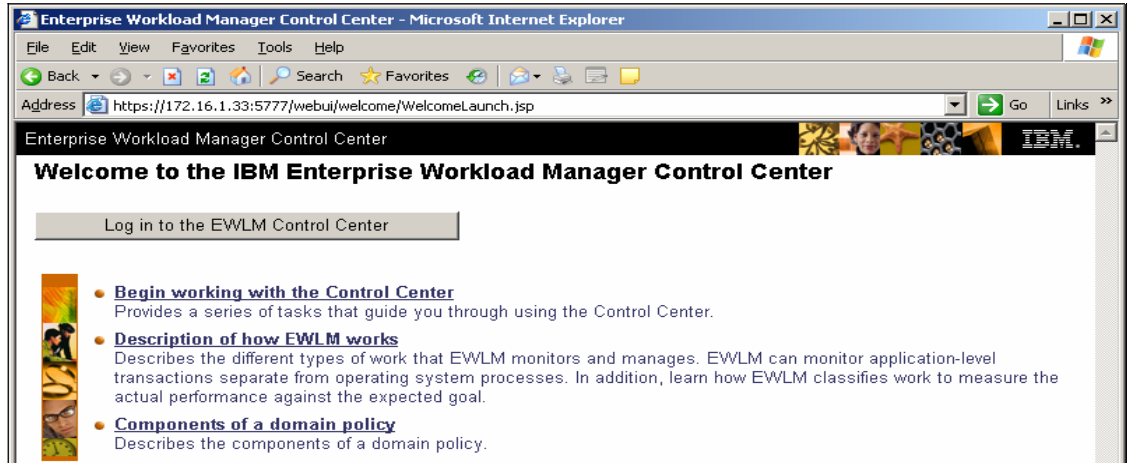 Enterprise Workload Manager Control Center - Microsoft Internet Explorer
File Edit View Favorites Tools Help
Back Search Favorites
Address https://172.16.1.33:5777/webui/welcome/WelcomeLaunch.jsp Go Links »
Enterprise Workload Manager Control Center IBM.
Welcome to the IBM Enterprise Workload Manager Control Center
Log in to the EWLM Control Center
Begin working with the Control Center
Provides a series of tasks that guide you through using the Control Center.
Description of how EWLM works
Describes the different types of work that EWLM monitors and manages. EWLM can monitor application-level
transactions separate from operating system processes. In addition, learn how EWLM classifies work to measure the
actual performance against the expected goal.
Components of a domain policy
Describes the components of a domain policy.